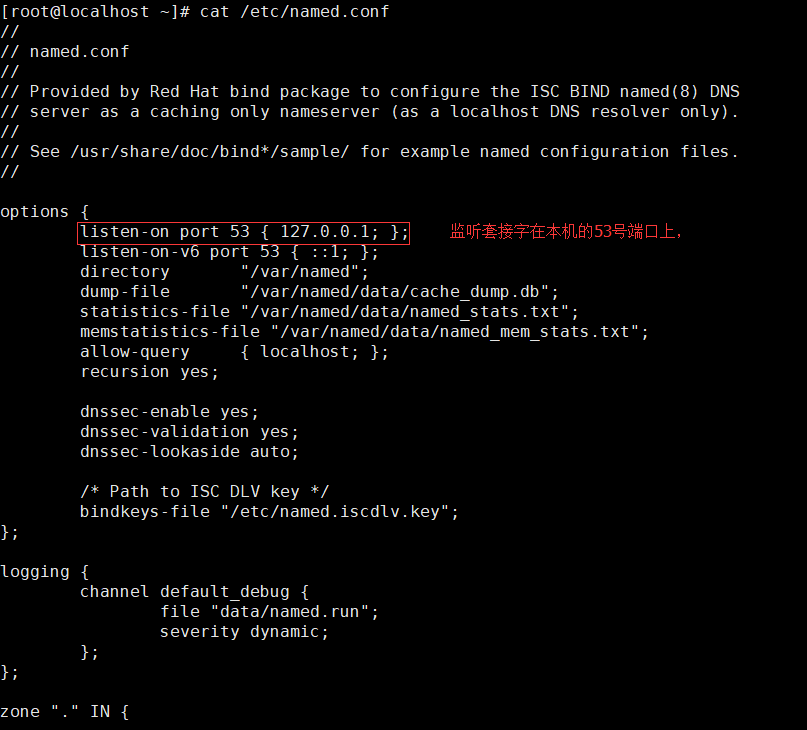 [root@localhost ~]# cat /etc/named.conf
//
// named.conf
//
// Provided by Red Hat bind package to configure the ISC BIND named(8) DNS
// server as a caching only nameserver (as a localhost DNS resolver only).
//
// See /usr/share/doc/bind*/sample/ for example named configuration files.
//
options {
listen-on port 53 { 127.0.0.1; }; 监听套接字在本机的53号端口上，
listen-on-v6 port 53 { ::1; };
directory "/var/named";
dump-file "/var/named/data/cache_dump.db";
statistics-file "/var/named/data/named_stats.txt";
memstatistics-file "/var/named/data/named_mem_stats.txt";
allow-query { localhost; };
recursion yes;
dnssec-enable yes;
dnssec-validation yes;
dnssec-lookaside auto;
/* Path to ISC DLV key */
bindkeys-file "/etc/named.iscdlv.key";
};
logging {
channel default_debug {
file "data/named.run";
severity dynamic;
};
};
zone "." IN {